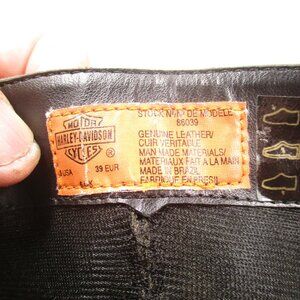 MOTOR
HARLEY-DAVIDSON
CYCLES
®
USA
39 EUR
STOCK NO/NO DE MODELE
86039
GENUINE LEATHER/
CUIR VERITABLE
MAN MADE MATERIALS/
MATERIAUX FAIT A LA MAIN
MADE IN BRAZIL
FABRIQUE EN